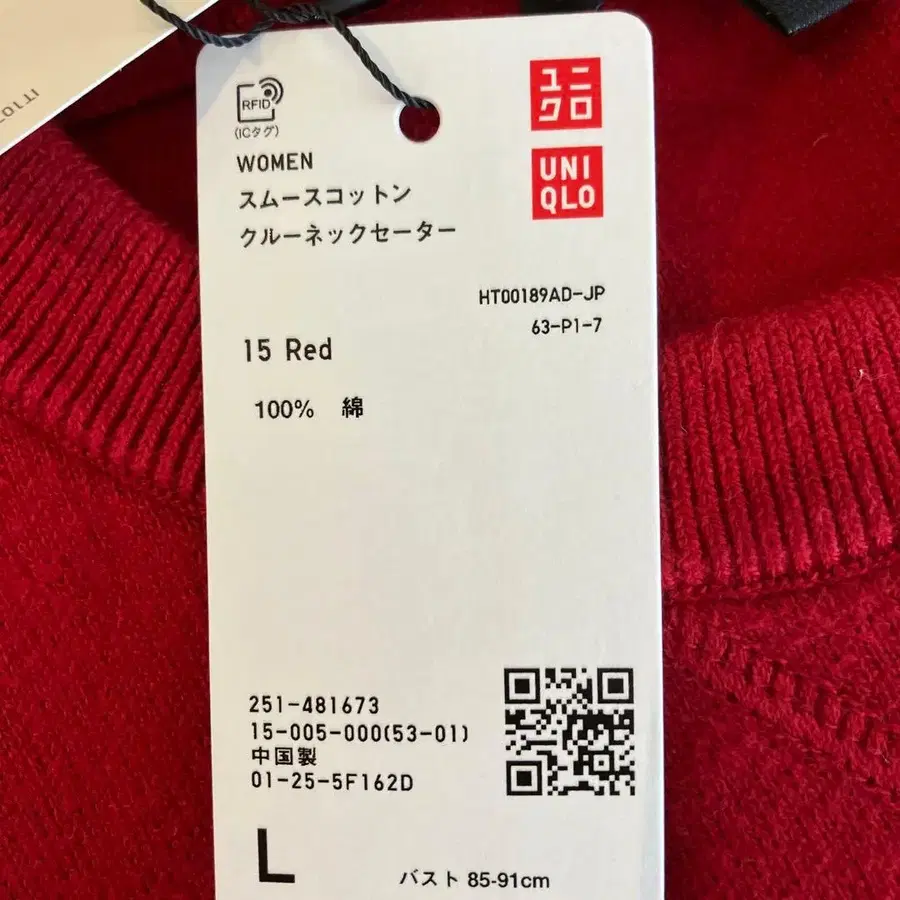 RFID
(ICタグ)
ユニ
クロ
UNI
QLO
WOMEN
スムースコットン
クルーネックセーター
HT00189AD-JP
63-P1-7
15 Red
100% 綿
251-481673
15-005-000(53-01)
中国製
01-25-5F162D
L
バスト 85-91cm